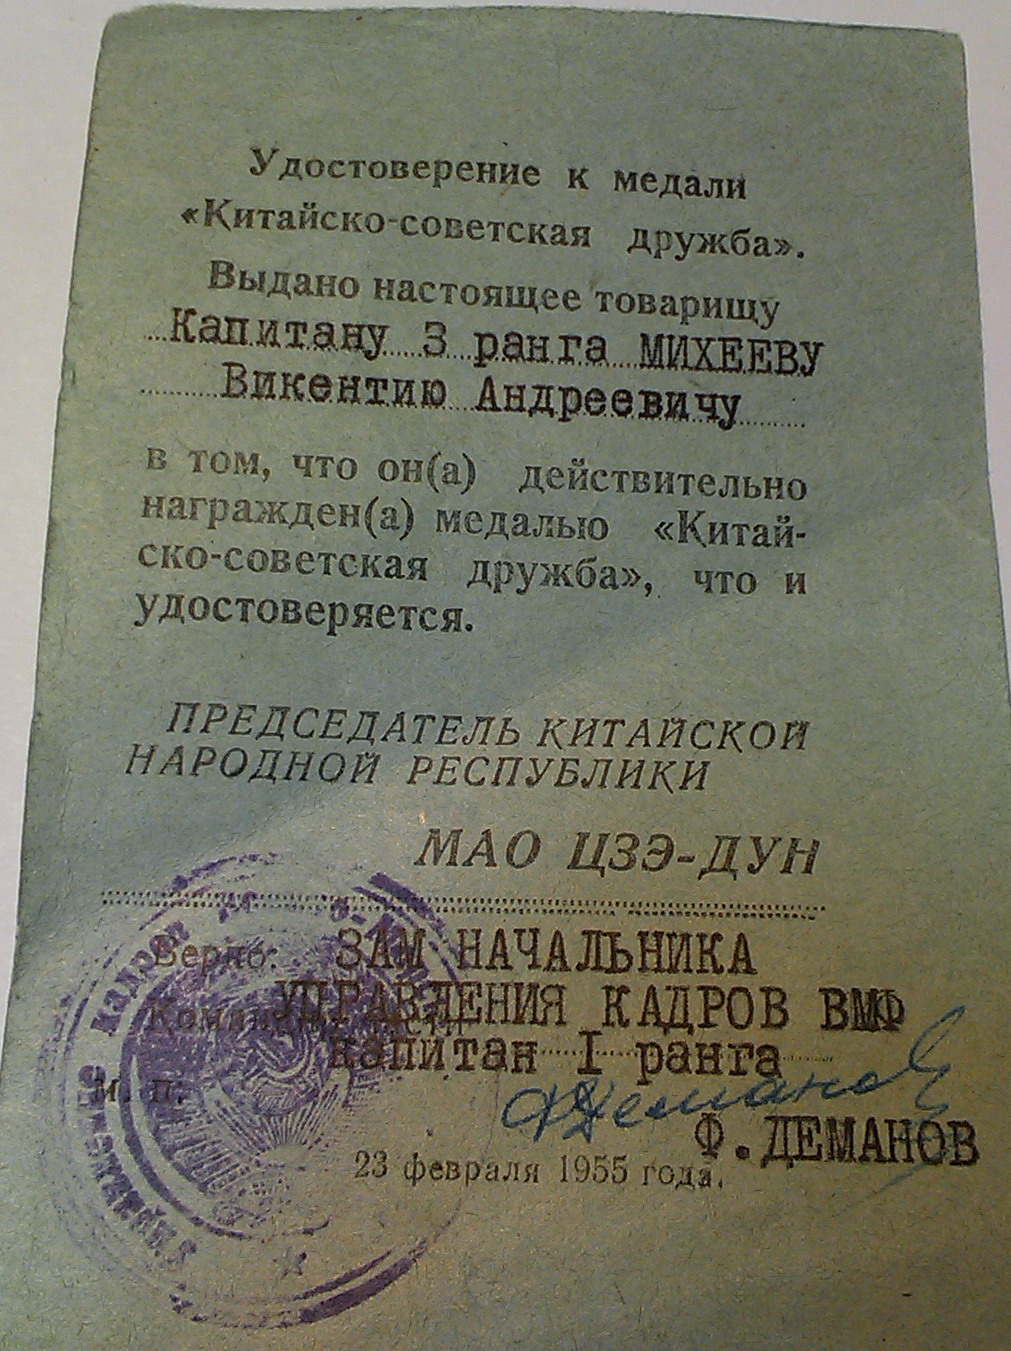 Удостоверение к медали
«Китайско-советская дружба».
Выдано настоящее товарищу
Капитану 3 ранга МИХЕЕВУ
Викентию Андреевичу
в том, что он(а) действительно
награжден(а) медалью «Китай-
ско-советская дружба», что и
удостоверяется.
ПРЕДСЕДАТЕЛЬ КИТАЙСКОЙ
НАРОДНОЙ РЕСПУБЛИКИ
МАО ЦЗЭ-ДУН
Верно: ЗАМ НАЧАЛЬНИКА
УПРАВЛЕНИЯ КАДРОВ ВМФ
капитан I ранга
М. П.
Ф. ДЕМАНОВ
23 февраля 1955 года.